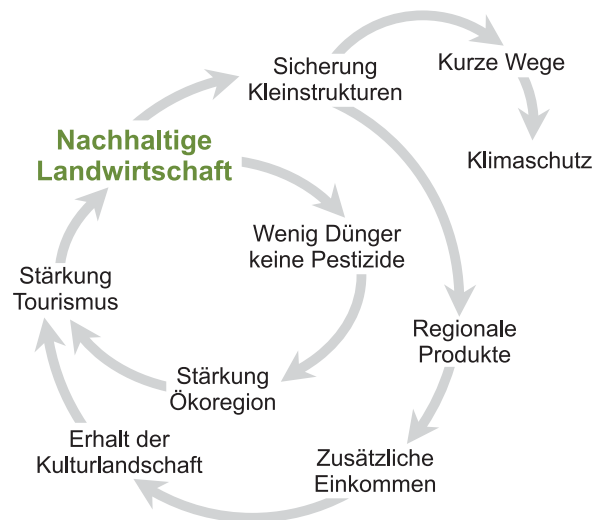 Sicherung
Kleinstrukturen
Kurze Wege
Klimaschutz
Nachhaltige
Landwirtschaft
Wenig Dünger
keine Pestizide
Stärkung
Tourismus
Regionale
Produkte
Stärkung
Ökoregion
Erhalt der
Kulturlandschaft
Zusätzliche
Einkommen